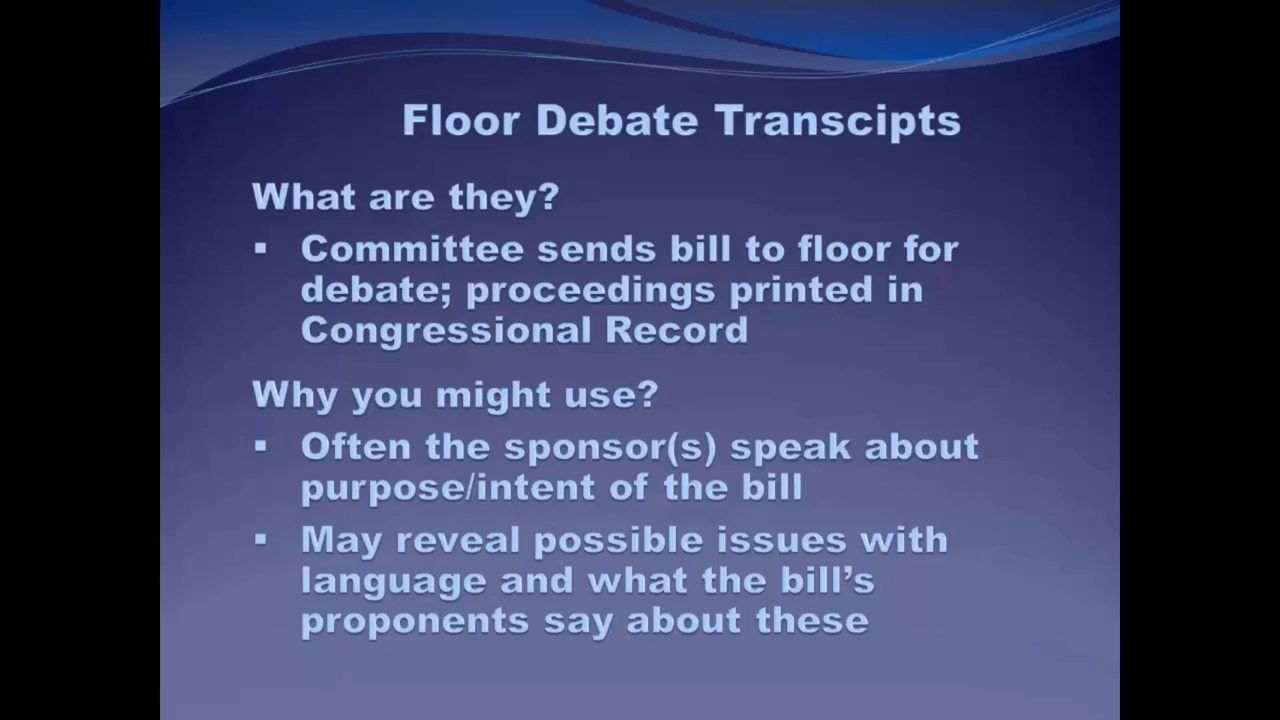 Floor Debate Transcipts
What are they?
▪ Committee sends bill to floor for
debate; proceedings printed in
Congressional Record
Why you might use?
▪ Often the sponsor(s) speak about
purpose/intent of the bill
▪ May reveal possible issues with
language and what the bill’s
proponents say about these